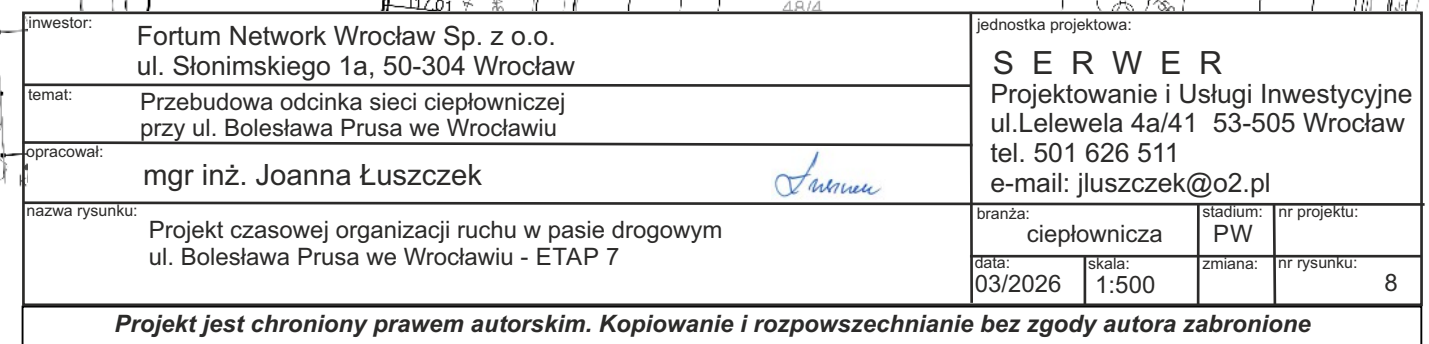 11Z01
48/4
inwestor:
Fortum Network Wrocław Sp. z o.o.
ul. Słonimskiego 1a, 50-304 Wrocław
temat:
Przebudowa odcinka sieci ciepłowniczej
przy ul. Bolesława Prusa we Wrocławiu
opracował:
mgr inż. Joanna Łuszczek
nazwa rysunku:
Projekt czasowej organizacji ruchu w pasie drogowym
ul. Bolesława Prusa we Wrocławiu - ETAP 7
jednostka projektowa:
S E R W E R
Projektowanie i Usługi Inwestycyjne
ul.Lelewela 4a/41 53-505 Wrocław
tel. 501 626 511
e-mail: jluszczek@o2.pl
branża:
ciepłownicza
stadium:
PW
nr projektu:
data:
03/2026
skala:
1:500
zmiana:
nr rysunku:
8
Projekt jest chroniony prawem autorskim. Kopiowanie i rozpowszechnianie bez zgody autora zabronione